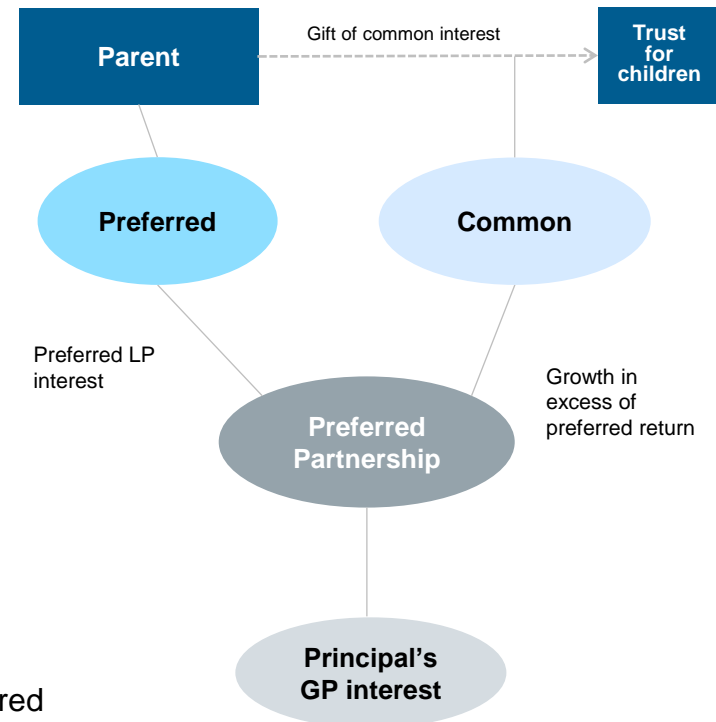 Gift of common interest
Parent
Trust
for
children
Preferred
Common
Preferred LP
interest
Growth in
excess of
preferred return
Preferred
Partnership
Principal's
GP interest